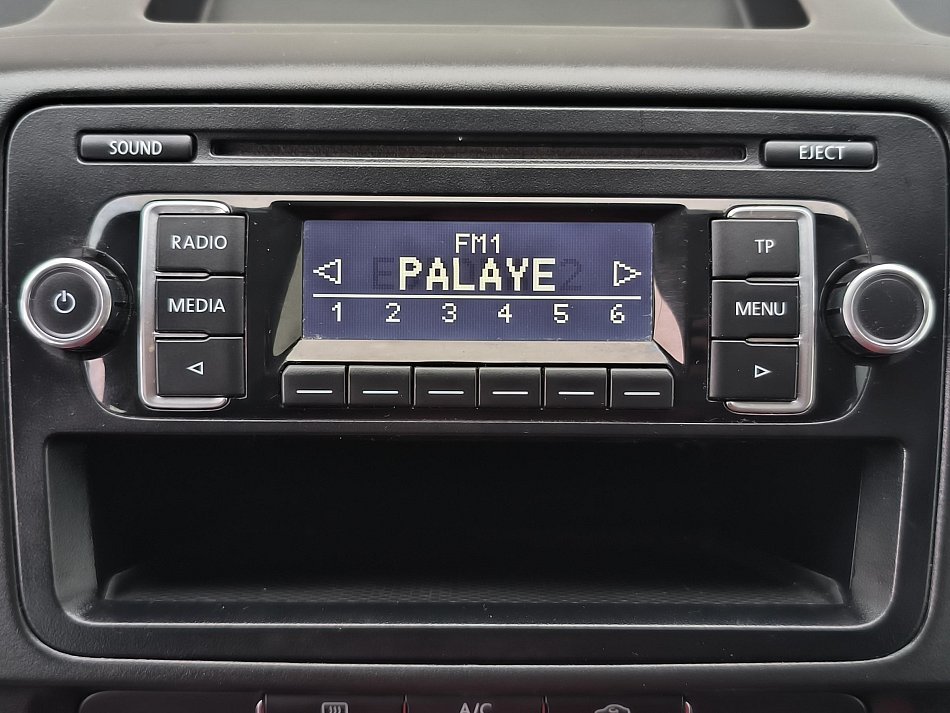 SOUND
EJECT
RADIO
MEDIA
FM1
PALAYE
1 2 3 4 5 6
TP
MENU
A/C